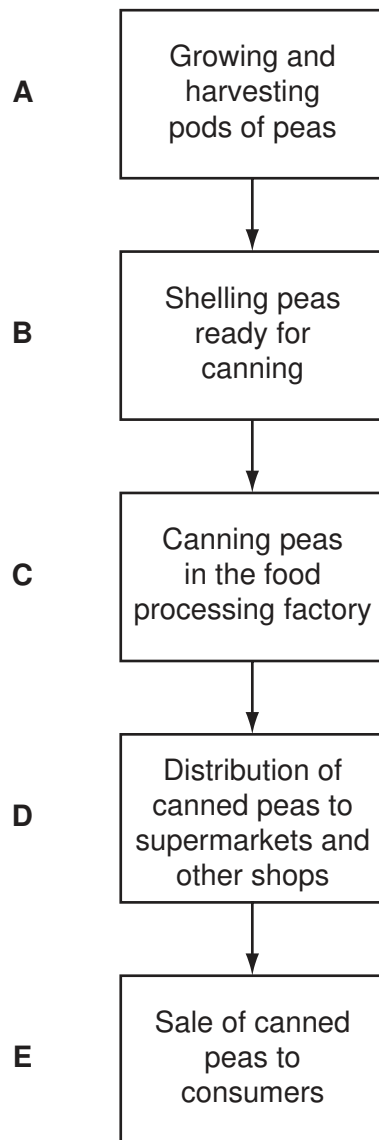 A
Growing and
harvesting
pods of peas
B
Shelling peas
ready for
canning
C
Canning peas
in the food
processing factory
D
Distribution of
canned peas to
supermarkets and
other shops
E
Sale of canned
peas to
consumers